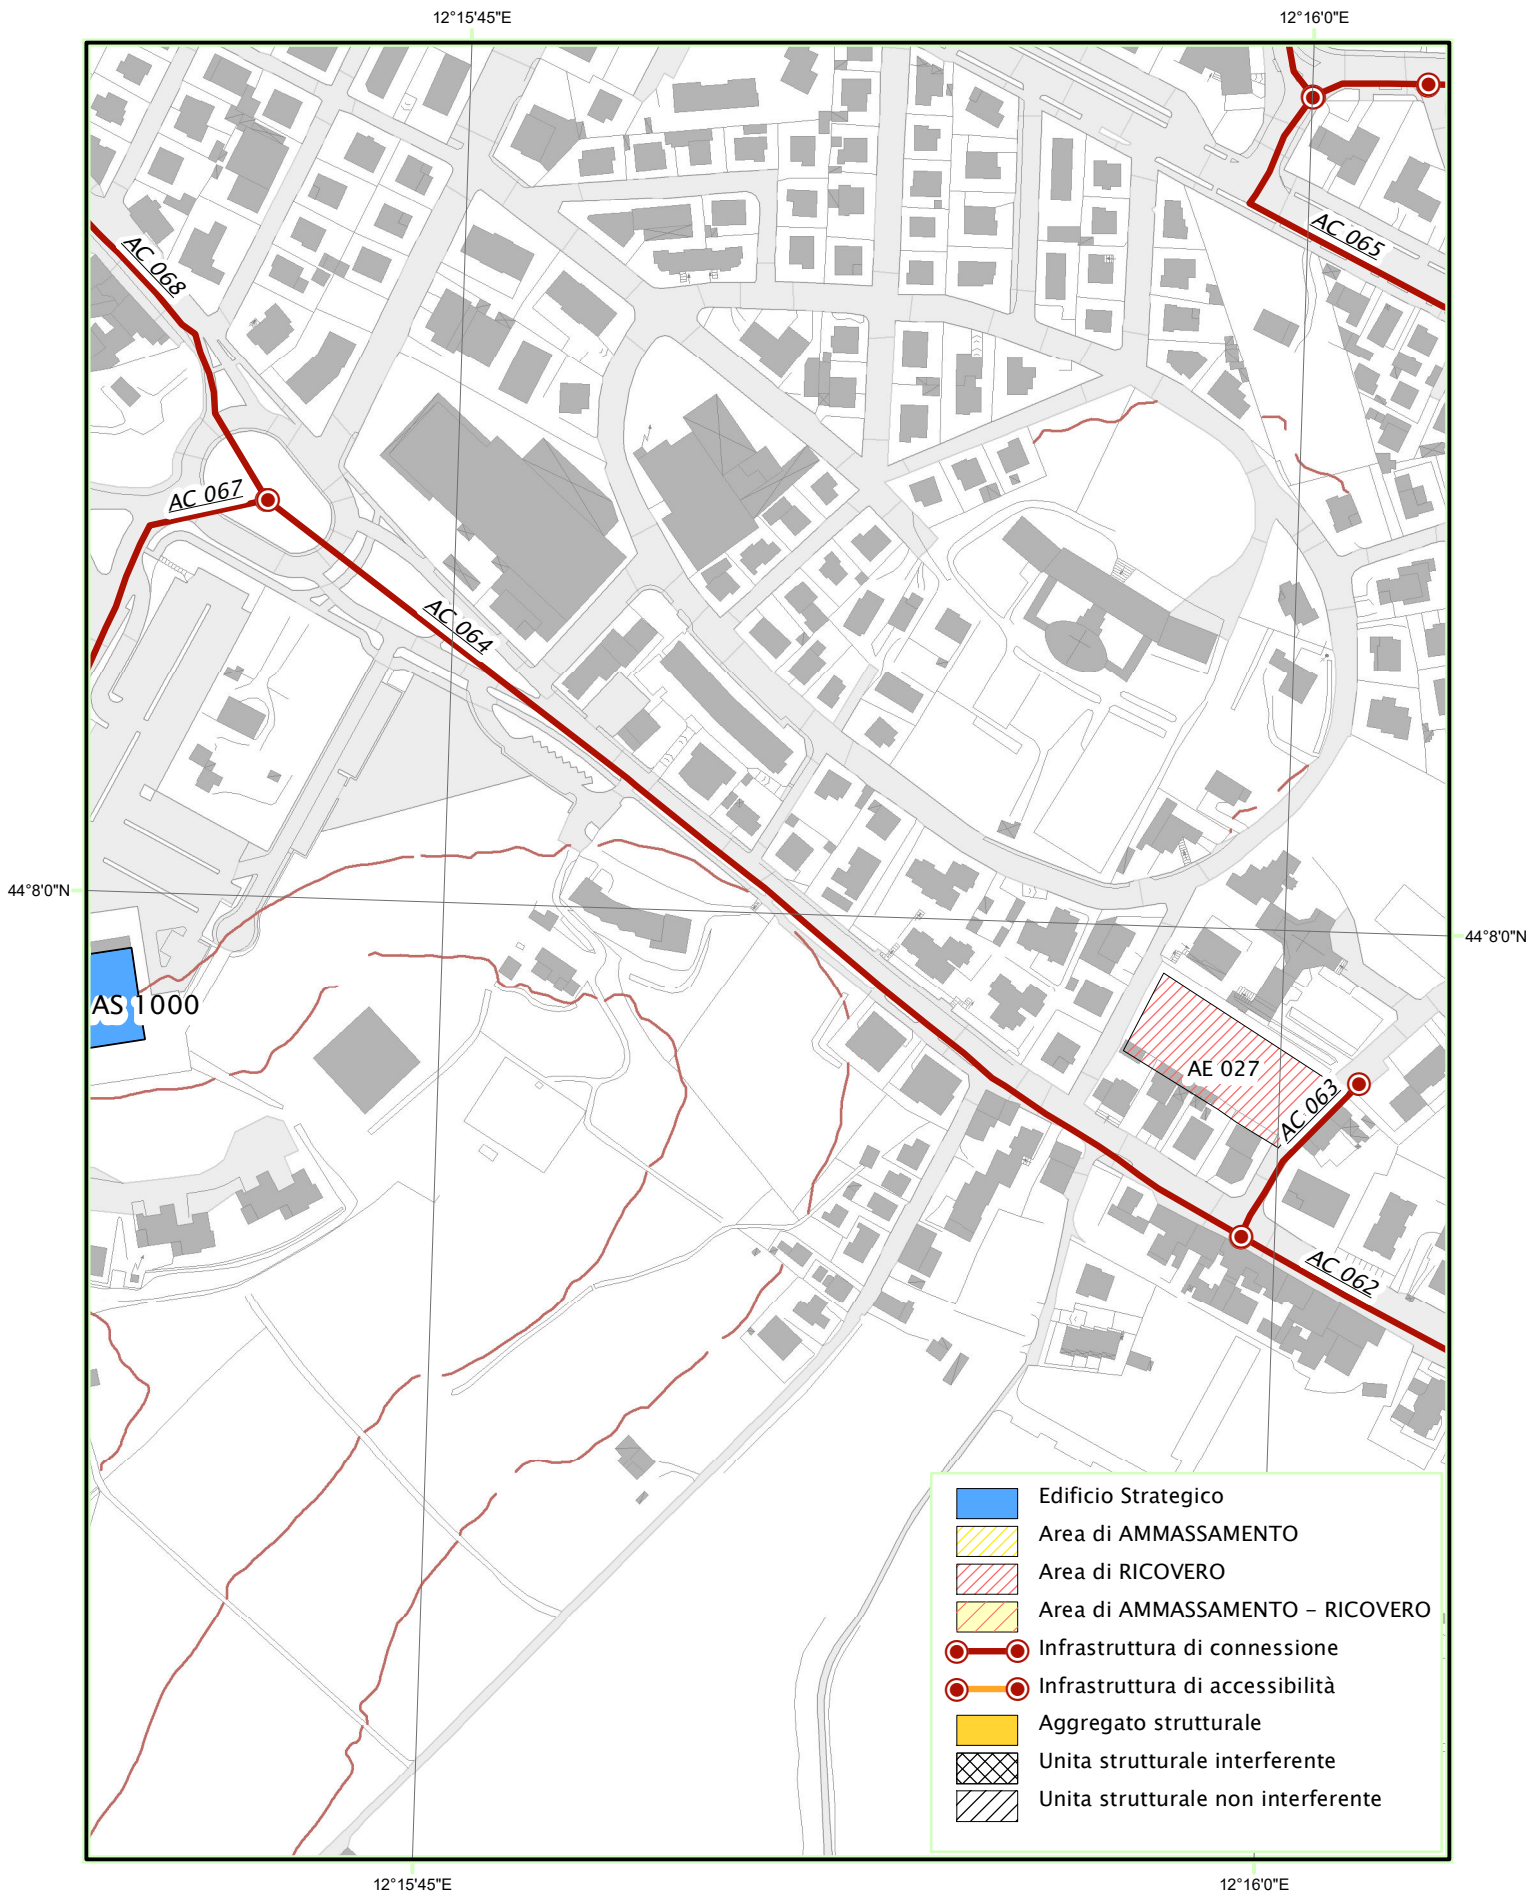 12°15'45"E
12°16'0"E
AC 065
AC 068
AC 067
AC 064
44°8'0"N
44°8'0"N
AS 1000
AE 027
AC 063
AC 062
Edificio Strategico
Area di AMMASSAMENTO
Area di RICOVERO
Area di AMMASSAMENTO - RICOVERO
Infrastruttura di connessione
Infrastruttura di accessibilità
Aggregato strutturale
Unita strutturale interferente
Unita strutturale non interferente
12°15'45"E
12°16'0"E